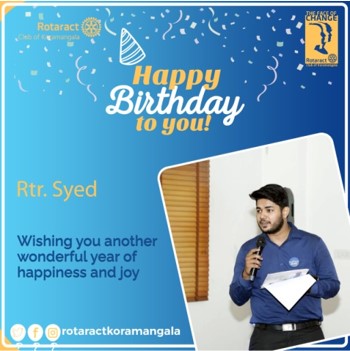 Rotaract
Club of Koramangala
THE FACE OF
CHANGE
Rotaract
Happy
Birthday
to you!
Rtr. Syed
Wishing you another
wonderful year of
happiness and joy
rotaractkoramangala